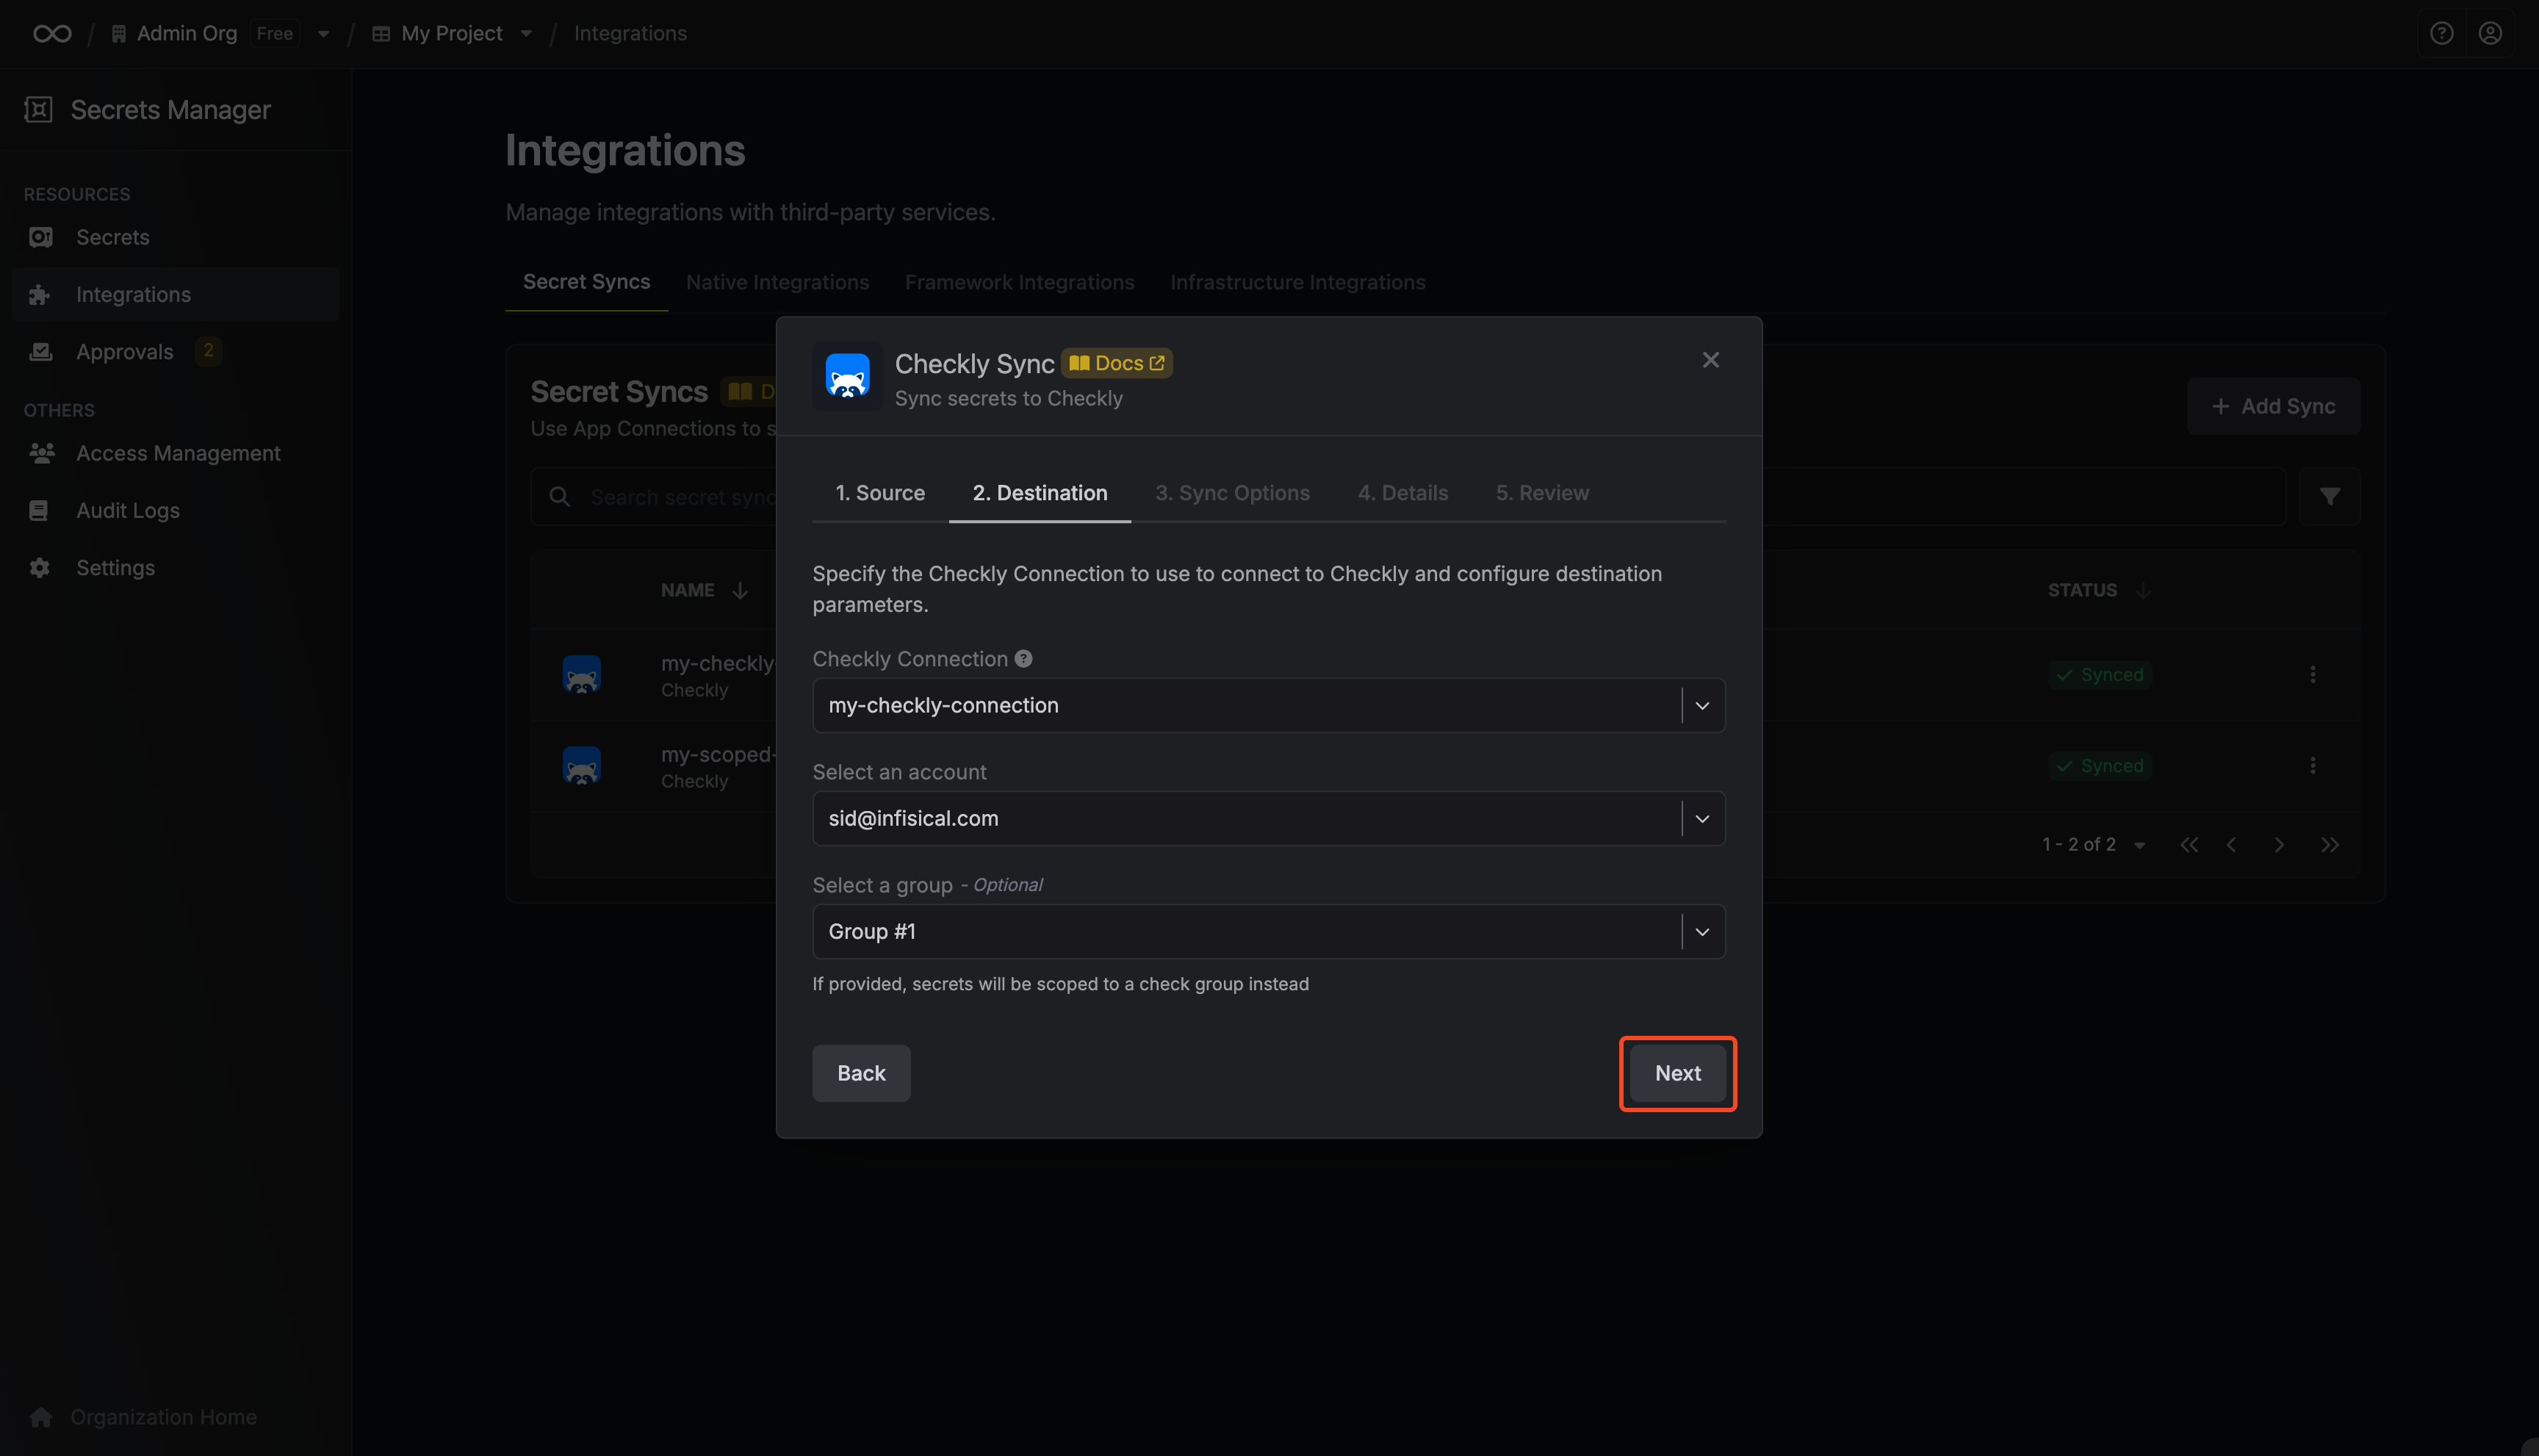 Admin Org Free
My Project
Integrations
Secrets Manager
RESOURCES
Secrets
Integrations
Approvals 2
OTHERS
Access Management
Audit Logs
Settings
Organization Home
Integrations
Manage integrations with third-party services.
Secret Syncs Native Integrations Framework Integrations Infrastructure Integrations
Secret Syncs
Use App Connections to
Add Sync
Search secret
NAME STATUS
my-checkly-
Checkly
Synced
my-scoped-
Checkly
Synced
1 - 2 of 2
Checkly Sync Docs
Sync secrets to Checkly
1. Source 2. Destination 3. Sync Options 4. Details 5. Review
Specify the Checkly Connection to use to connect to Checkly and configure destination
parameters.
Checkly Connection
my-checkly-connection
Select an account
sid@infisical.com
Select a group - Optional
Group #1
If provided, secrets will be scoped to a check group instead
Back
Next